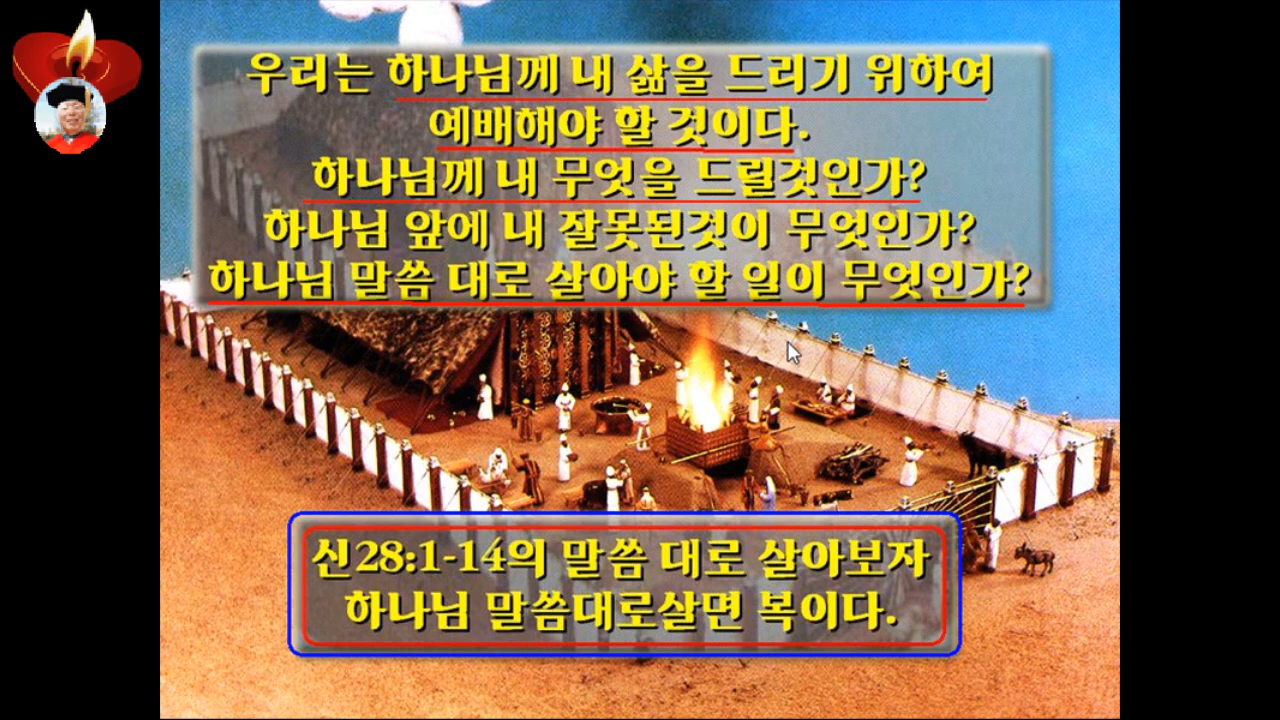 우리는 하나님께 내 삶을 드리기 위하여
예배해야 할 것이다.
하나님께 내 무엇을 드릴것인가?
하나님 앞에 내 잘못된것이 무엇인가?
하나님 말씀 대로 살아야 할 일이 무엇인가?
신28:1-14의 말씀 대로 살아보자
하나님 말씀대로살면 복이다.